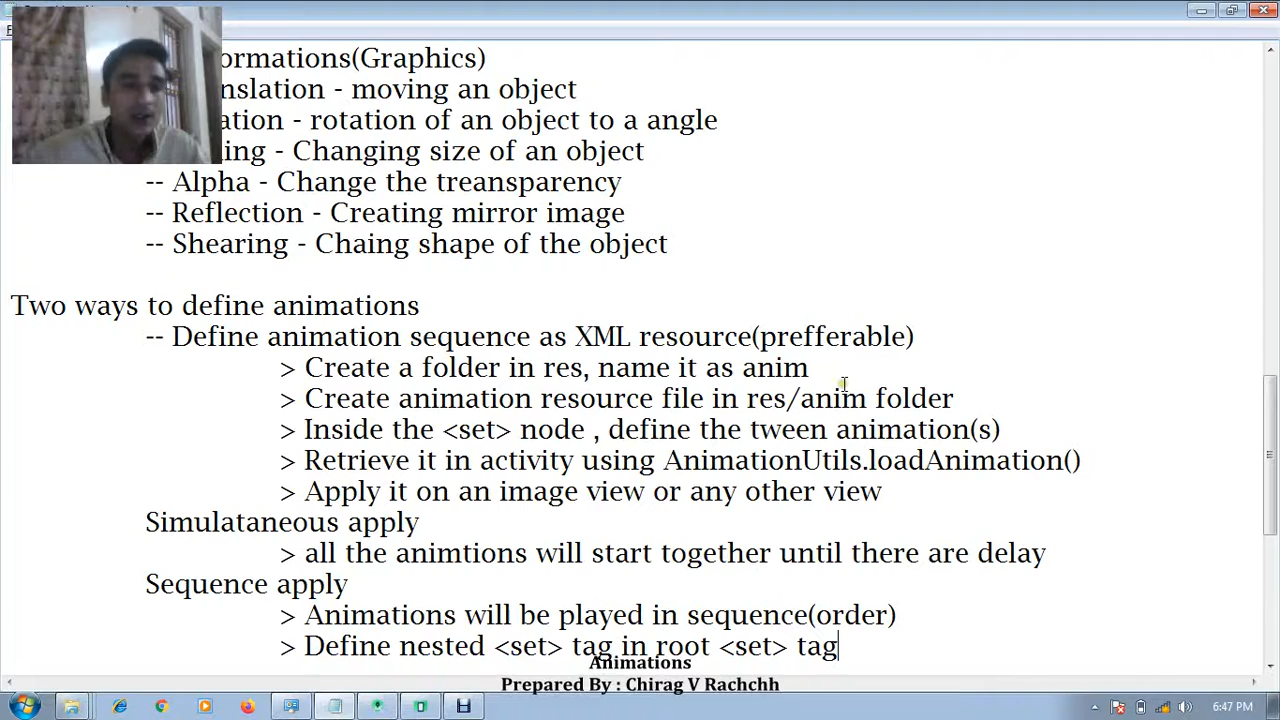 ormations(Graphics)
nslation - moving an object
ation - rotation of an object to a angle
ing - Changing size of an object
-- Alpha - Change the treansparency
-- Reflection - Creating mirror image
-- Shearing - Chaing shape of the object
Two ways to define animations
-- Define animation sequence as XML resource(prefferable)
> Create a folder in res, name it as anim
> Create animation resource file in res/anim folder
> Inside the <set> node , define the tween animation(s)
> Retrieve it in activity using AnimationUtils.loadAnimation()
> Apply it on an image view or any other view
Simulataneous apply
> all the animtions will start together until there are delay
Sequence apply
> Animations will be played in sequence(order)
> Define nested <set> tag in root <set> tag
Animations
Prepared By : Chirag V Rachchh
6:47 PM